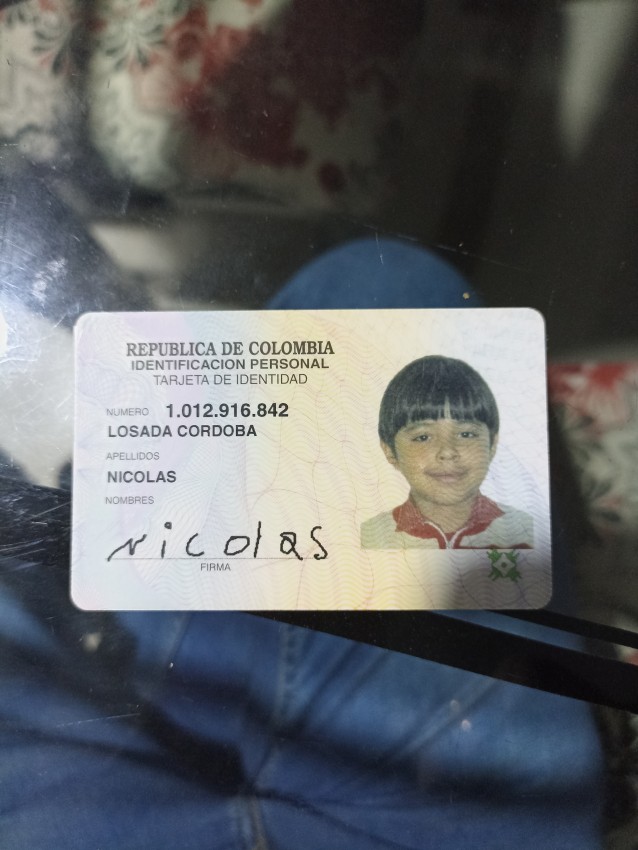 REPUBLICA DE COLOMBIA
IDENTIFICACION PERSONAL
TARJETA DE IDENTIDAD
NUMERO 1.012.916.842
LOSADA CORDOBA
APELLIDOS
NICOLAS
NOMBRES
Nicolas
FIRMA